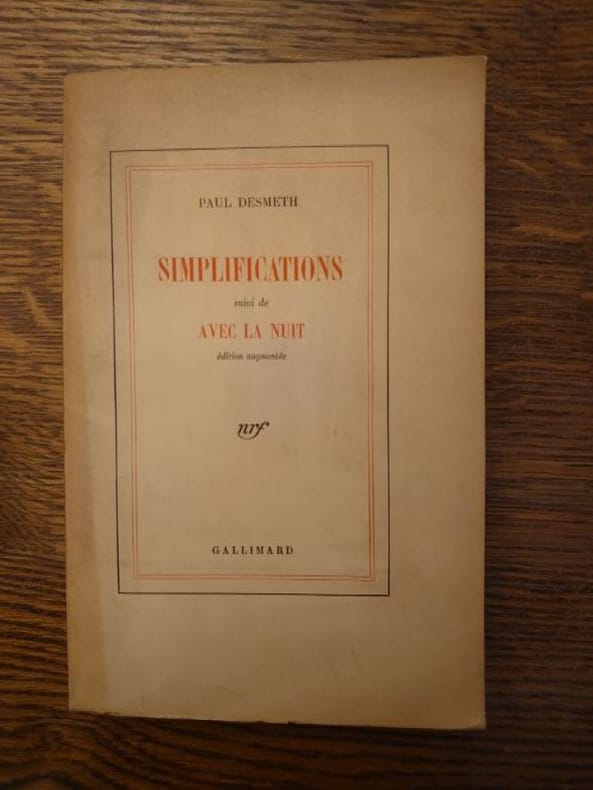 PAUL DESMETH
SIMPLIFICATIONS
suivi de
AVEC LA NUIT
édition augmentée
nrf
GALLIMARD